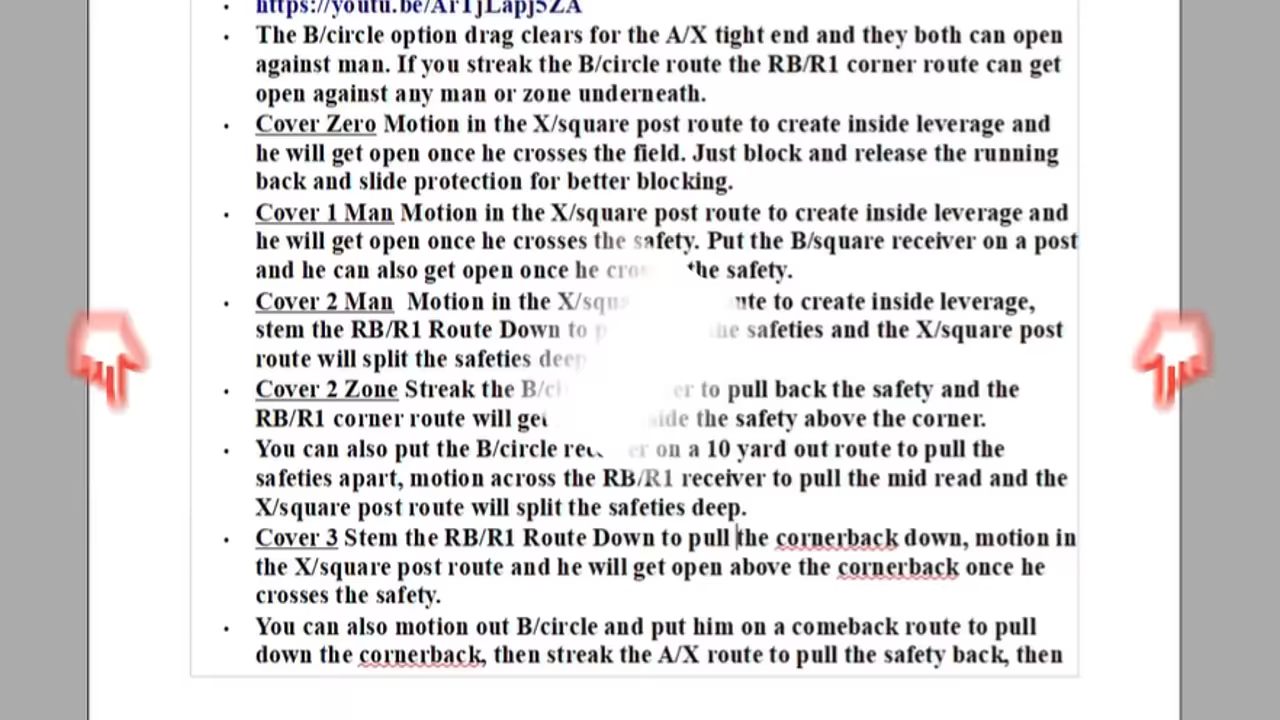 https://youtu.be/ArTjLapj5ZA
The B/circle option drag clears for the A/X tight end and they both can open
against man. If you streak the B/circle route the RB/R1 corner route can get
open against any man or zone underneath.
Cover Zero Motion in the X/square post route to create inside leverage and
he will get open once he crosses the field. Just block and release the running
back and slide protection for better blocking.
Cover 1 Man Motion in the X/square post route to create inside leverage and
he will get open once he crosses the safety. Put the B/square receiver on a post
and he can also get open once he the safety.
Cover 2 Man Motion in the to create inside leverage,
stem the RB/R1 Route Down to safeties and the X/square post
route will split the safeties deep
Cover 2 Zone Streak the to pull back the safety and the
RB/R1 corner route will get the safety above the corner.
You can also put the B/circle on a 10 yard out route to pull the
safeties apart, motion across the RB/R1 receiver to pull the mid read and the
X/square post route will split the safeties deep.
Cover 3 Stem the RB/R1 Route Down to pull the cornerback down, motion in
the X/square post route and he will get open above the cornerback once he
crosses the safety.
You can also motion out B/circle and put him on a comeback route to pull
down the cornerback, then streak the A/X route to pull the safety back, then